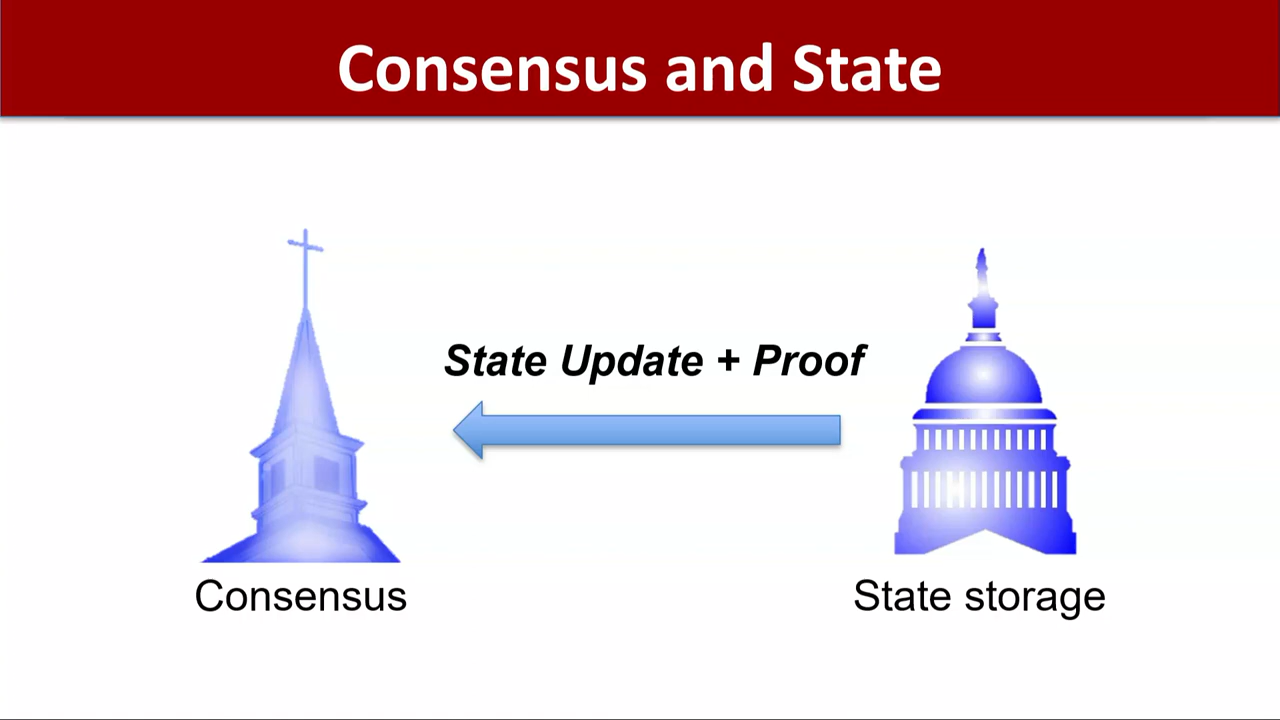 Consensus and State
State Update + Proof
Consensus
State storage